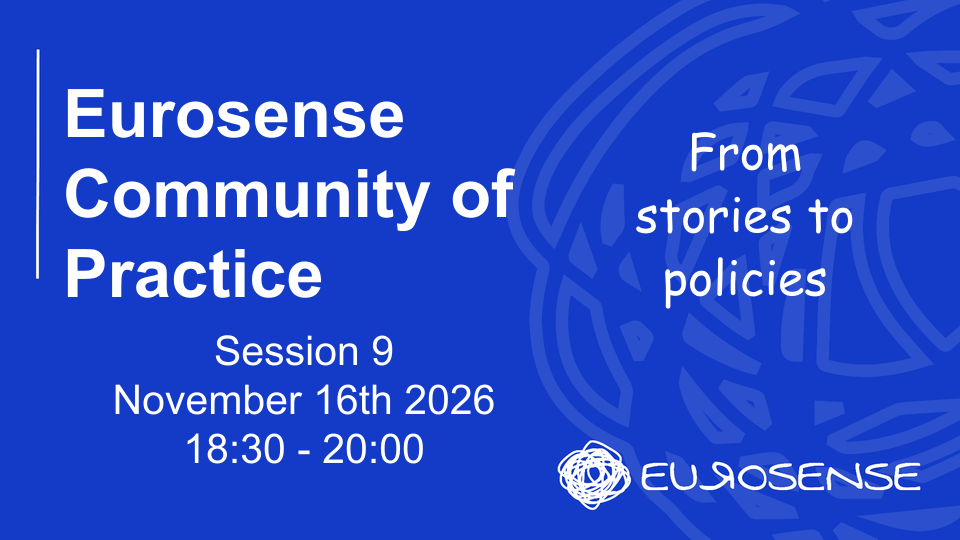 Eurosense
Community of
Practice
Session 9
November 16th 2026
18:30 - 20:00
From
stories to
policies
EUROSENSE